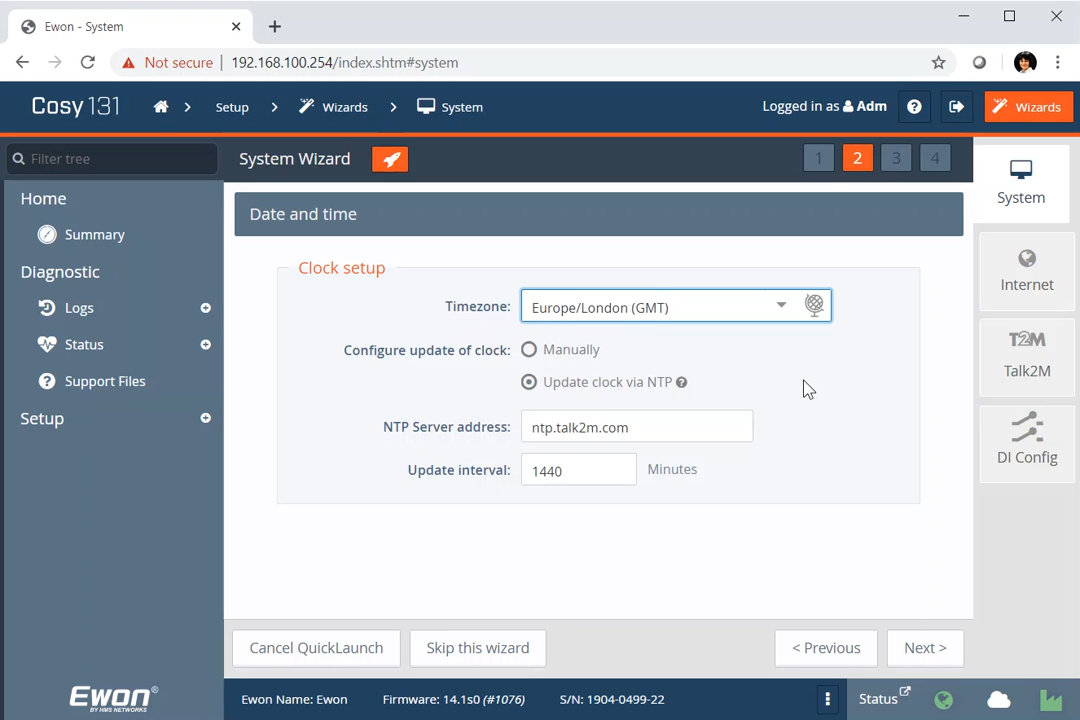 Ewon - System
Not secure | 192.168.100.254/index.shtm#system
Cosy 131
Setup > Wizards > System
Logged in as Adm
Wizards
Filter tree
System Wizard
1 2 3 4
System
Home
Summary
Diagnostic
Logs
Status
Support Files
Setup
Date and time
Clock setup
Timezone: Europe/London (GMT)
Configure update of clock: Manually
Update clock via NTP
NTP Server address: ntp.talk2m.com
Update interval: 1440 Minutes
Internet
T2M
Talk2M
DI Config
Cancel QuickLaunch
Skip this wizard
< Previous
Next >
Ewon®
BY HMS NETWORKS
Ewon Name: Ewon
Firmware: 14.1s0 (#1076)
S/N: 1904-0499-22
Status